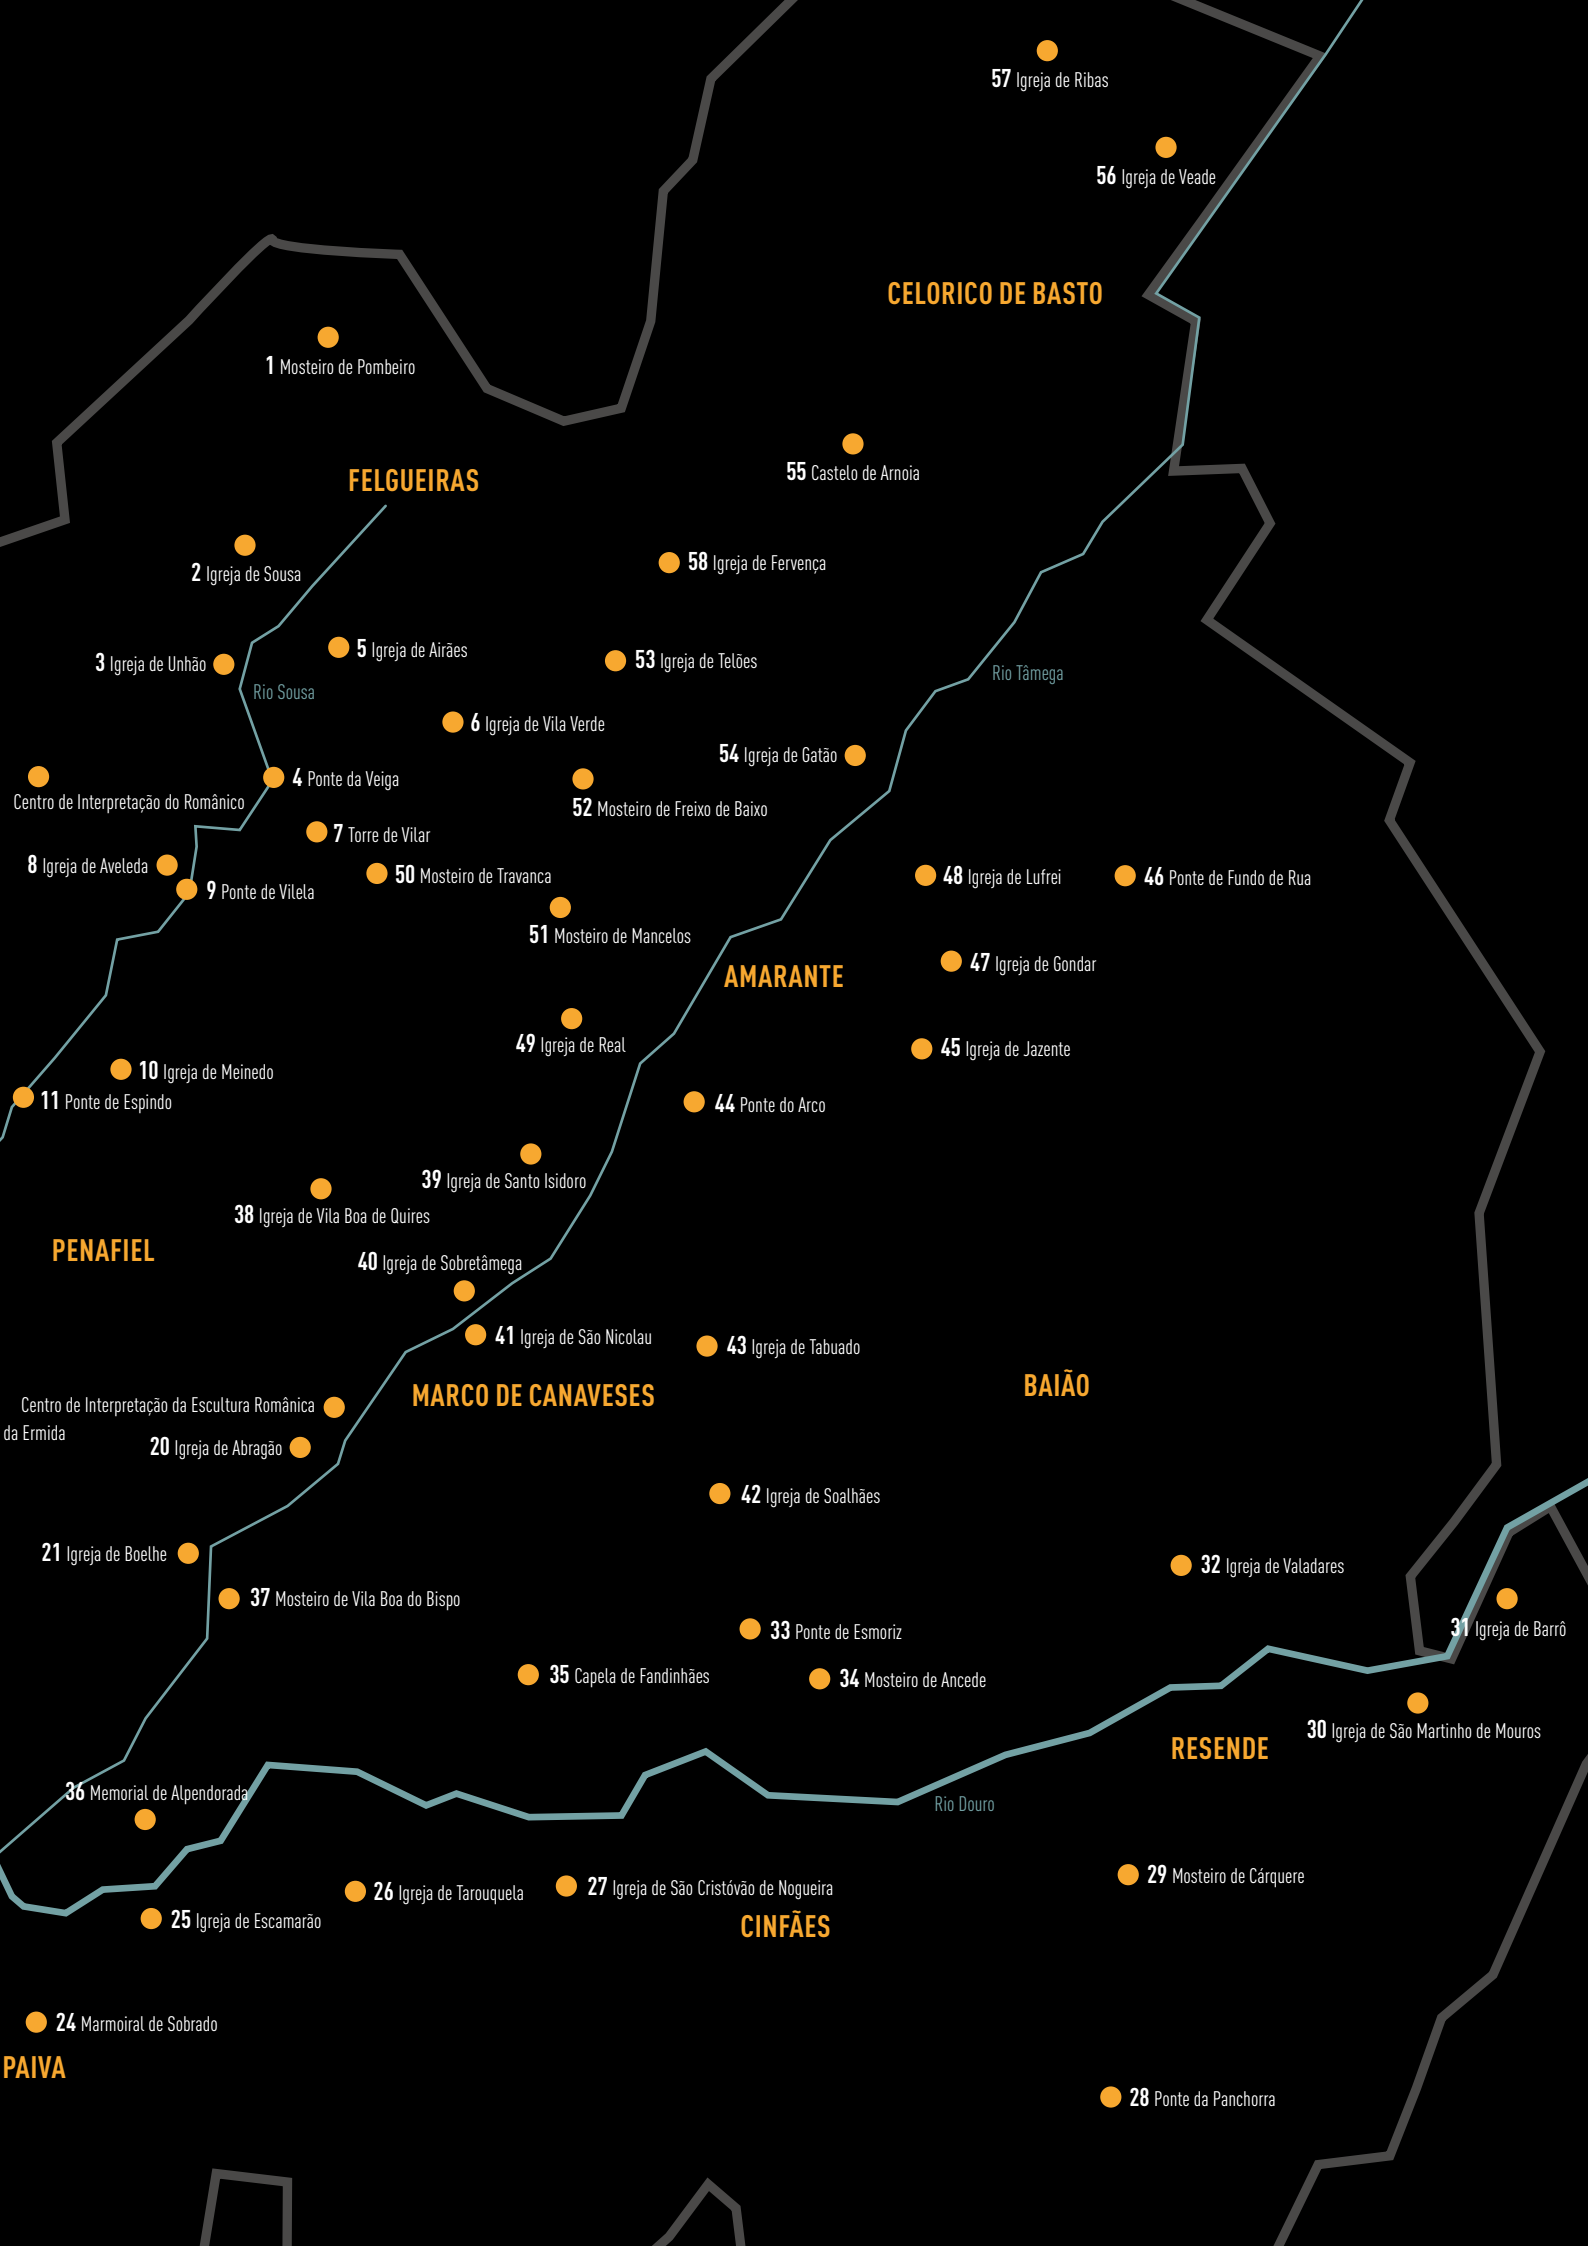 57 Igreja de Ribas
56 Igreja de Veade
CELORICO DE BASTO
1 Mosteiro de Pombeiro
55 Castelo de Arnoia
FELGUEIRAS
58 Igreja de Fervença
2 Igreja de Sousa
5 Igreja de Airães
53 Igreja de Telões
3 Igreja de Unhão
Rio Tâmega
Rio Sousa
6 Igreja de Vila Verde
54 Igreja de Gatão
4 Ponte da Veiga
Centro de Interpretação do Românico
52 Mosteiro de Freixo de Baixo
7 Torre de Vilar
8 Igreja de Aveleda
50 Mosteiro de Travanca
48 Igreja de Lufrei
46 Ponte de Fundo de Rua
9 Ponte de Vilela
51 Mosteiro de Mancelos
47 Igreja de Gondar
AMARANTE
49 Igreja de Real
45 Igreja de Jazente
10 Igreja de Meinedo
11 Ponte de Espindo
44 Ponte do Arco
39 Igreja de Santo Isidoro
38 Igreja de Vila Boa de Quires
PENAFIEL
40 Igreja de Sobretâmega
41 Igreja de São Nicolau
43 Igreja de Tabuado
BAIÃO
MARCO DE CANAVESES
Centro de Interpretação da Escultura Românica
da Ermida
20 Igreja de Abragão
42 Igreja de Soalhães
21 Igreja de Boelhe
32 Igreja de Valadares
37 Mosteiro de Vila Boa do Bispo
31 Igreja de Barrô
33 Ponte de Esmoriz
35 Capela de Fandinhães
34 Mosteiro de Ancede
30 Igreja de São Martinho de Mouros
RESENDE
36 Memorial de Alpendorada
Rio Douro
29 Mosteiro de Cárquere
27 Igreja de São Cristóvão de Nogueira
26 Igreja de Tarouquela
25 Igreja de Escamarão
CINFÃES
24 Marmoiral de Sobrado
PAIVA
28 Ponte da Panchorra